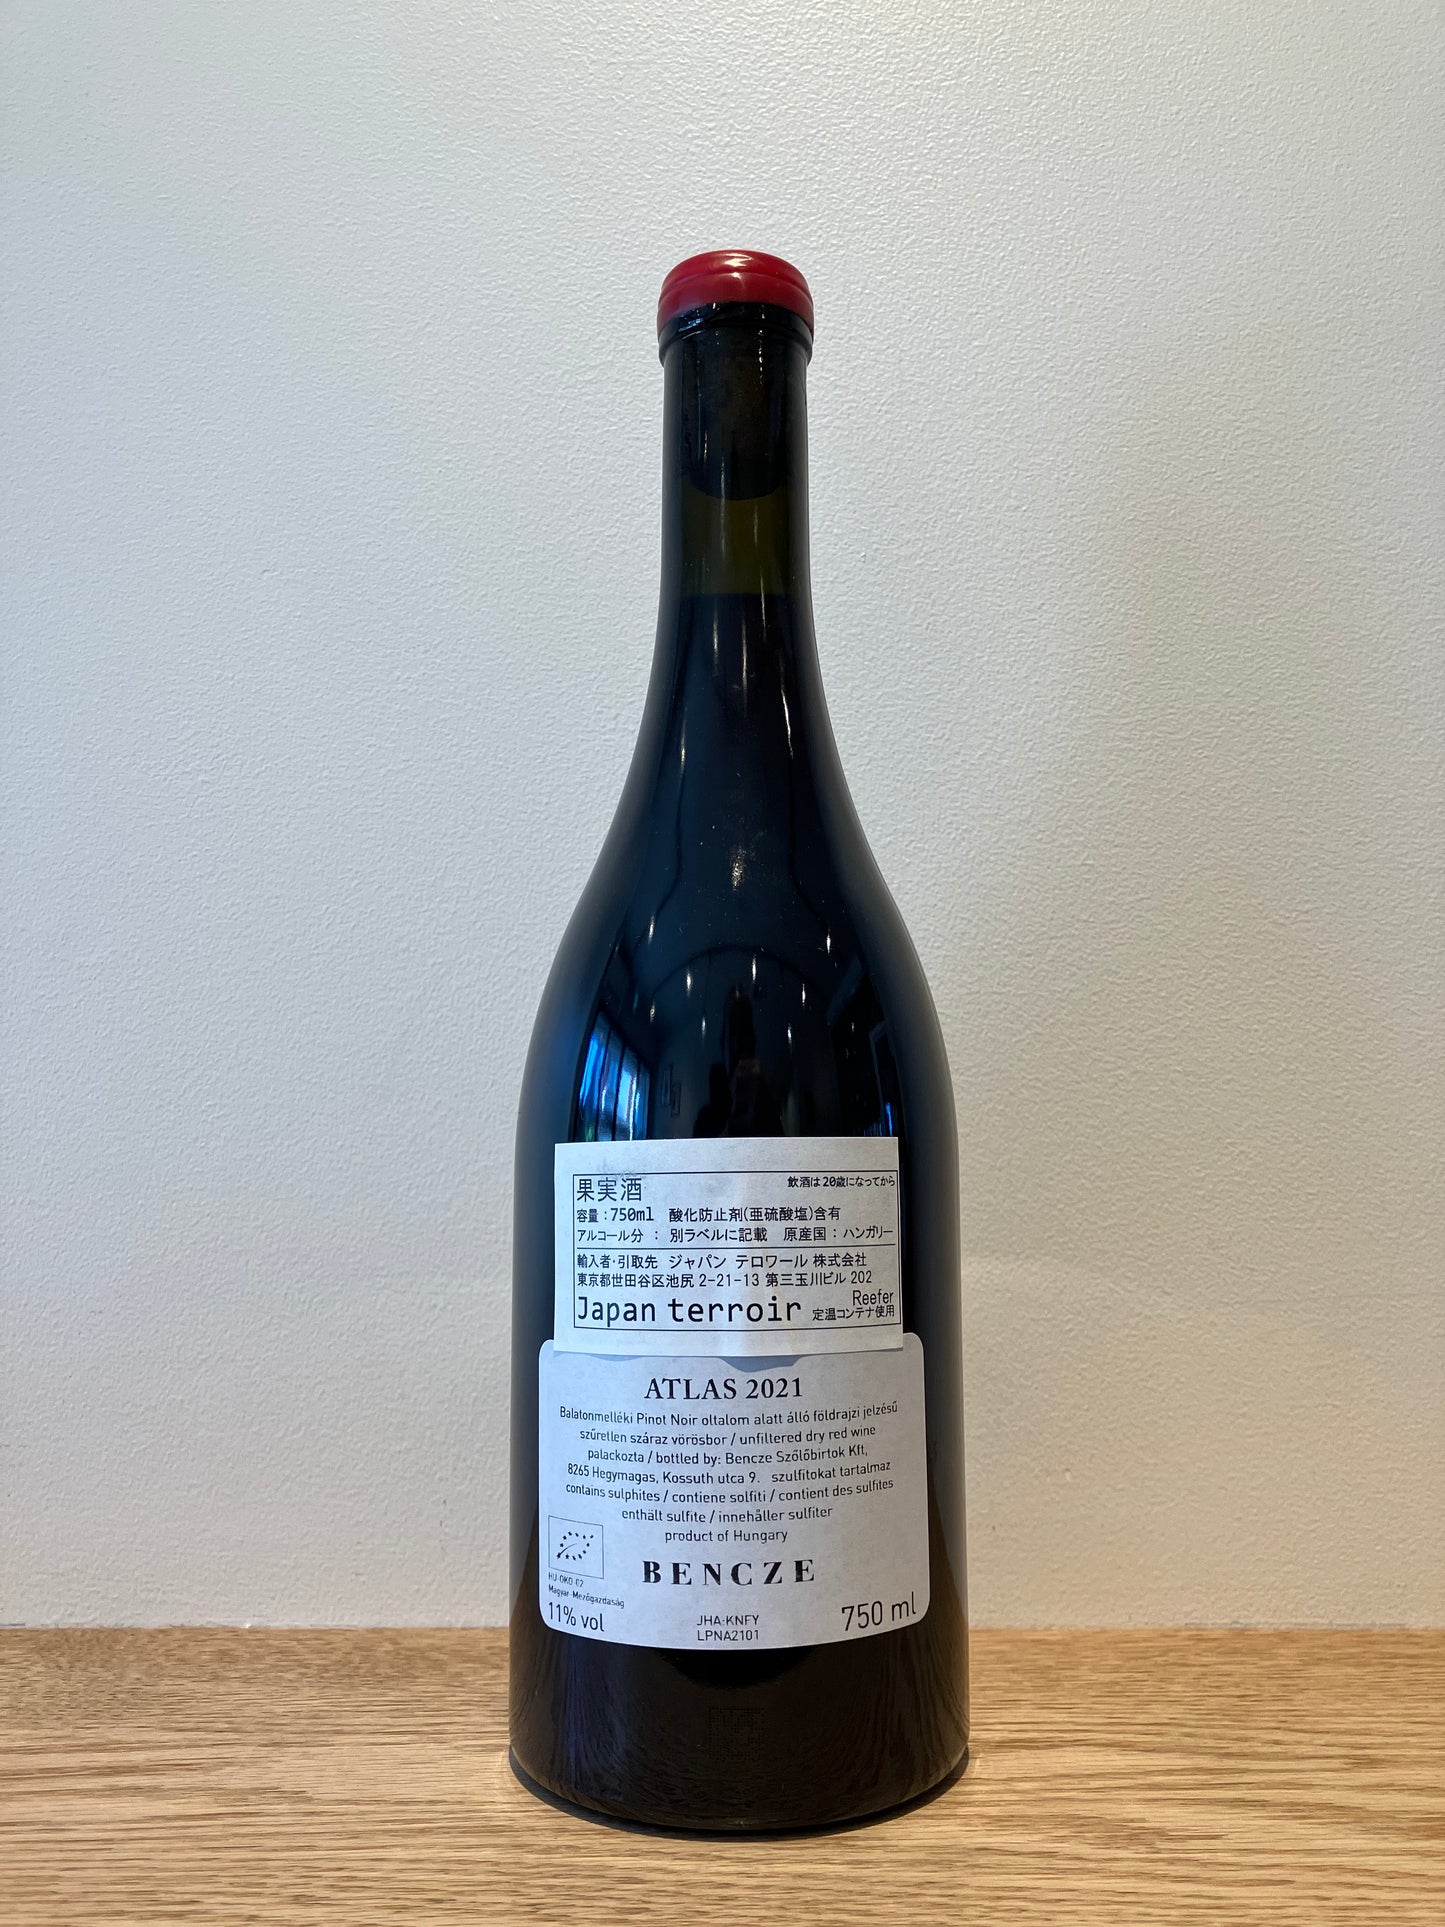 果実酒 飲酒は20歳になってから
容量:750ml 酸化防止剤(亜硫酸塩)含有
アルコール分 : 別ラベルに記載 原産国 : ハンガリー
輸入者・引取先 ジャパン テロワール 株式会社
東京都世田谷区池尻 2-21-13 第三玉川ビル 202
Japan terroir Reefer
定温コンテナ使用
ATLAS 2021
Balatonmelléki Pinot Noir oltalom alatt álló földrajzi jelzésű
szűretlen száraz vörösbor / unfiltered dry red wine
palackozta / bottled by: Bencze Szőlőbirtok Kft,
8265 Hegymagas, Kossuth utca 9. szulfitokat tartalmaz
contains sulphites / contiene solfiti / contient des sulfites
enthält sulfite / innehåller sulfiter
product of Hungary
BENCZE
HU-ÖKO-02
Magyar-Mezőgazdaság
11% vol
JHA:KNFY
LPNA2101
750 ml